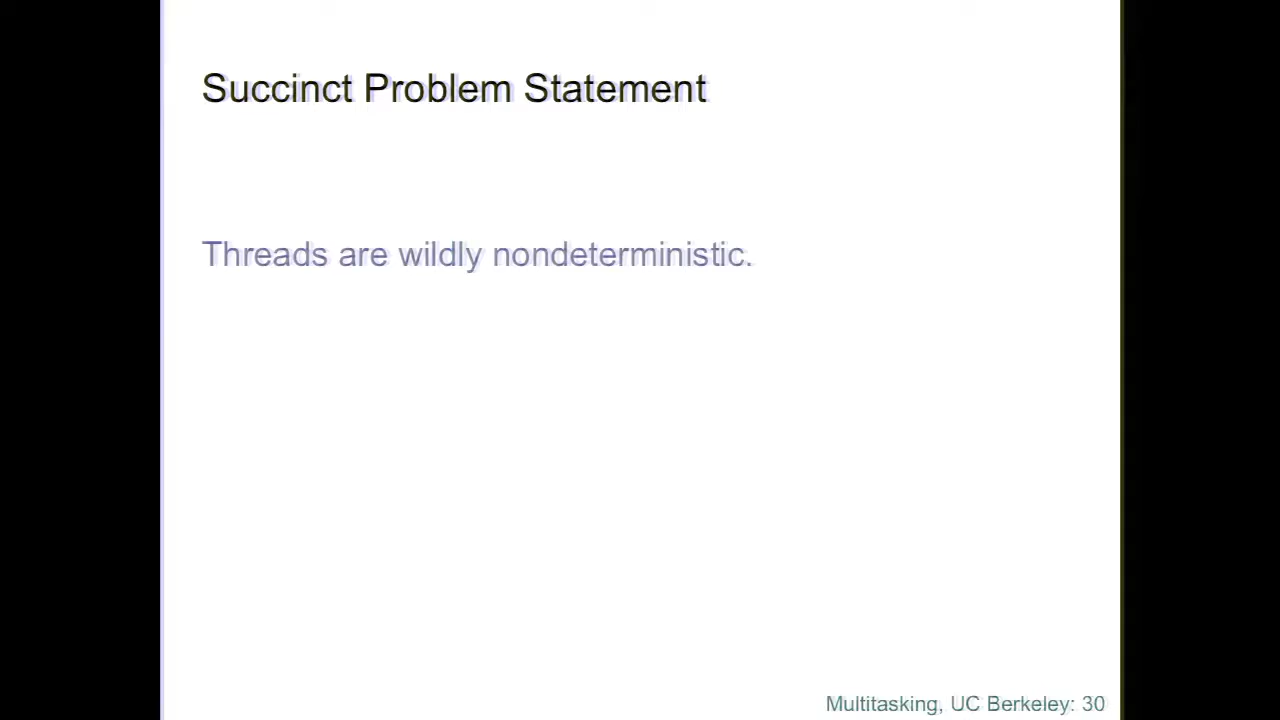 Succinct Problem Statement
Threads are wildly nondeterministic.
Multitasking, UC Berkeley: 30